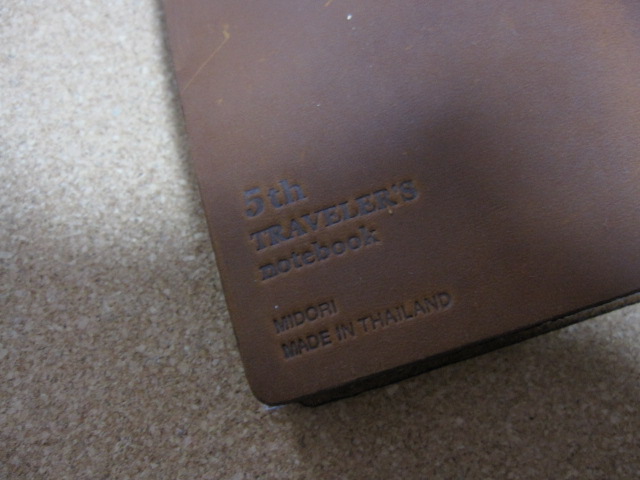 5th
TRAVELER'S
notebook
MIDORI
MADE IN THAILAND